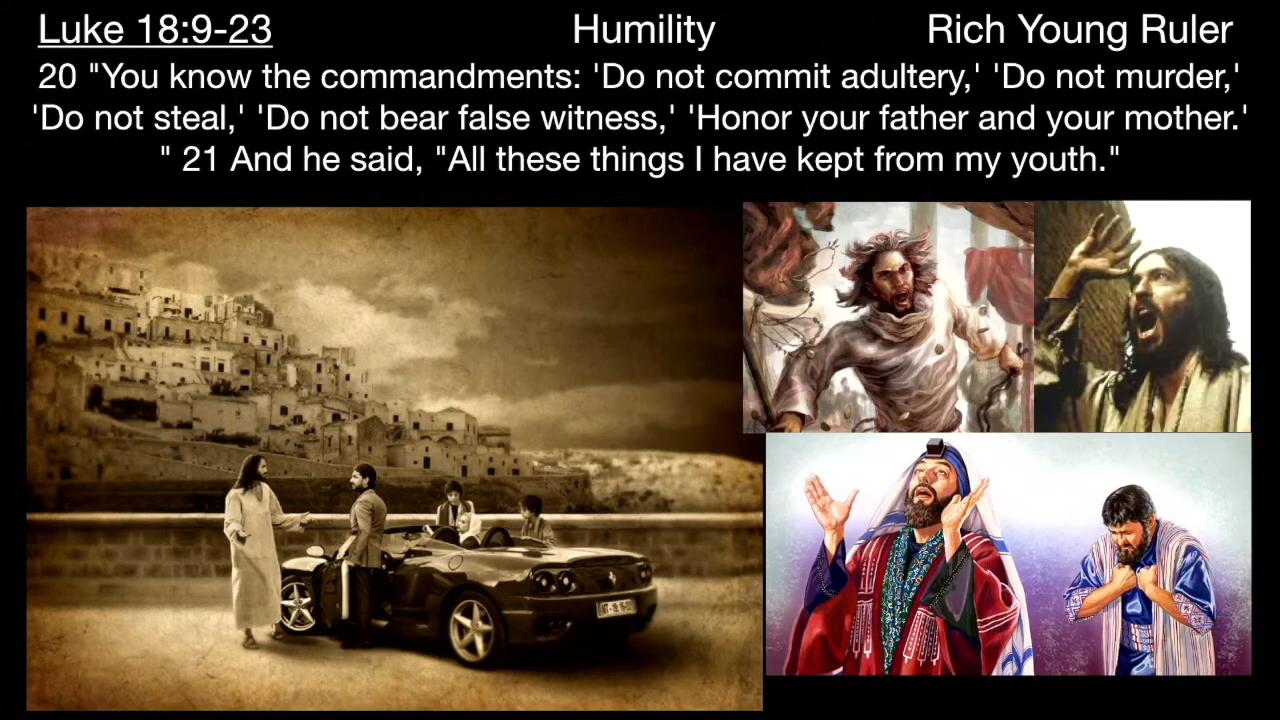 Luke 18:9-23 Humility Rich Young Ruler
20 "You know the commandments: 'Do not commit adultery,' 'Do not murder,'
'Do not steal,' 'Do not bear false witness,' 'Honor your father and your mother.'
" 21 And he said, "All these things I have kept from my youth."